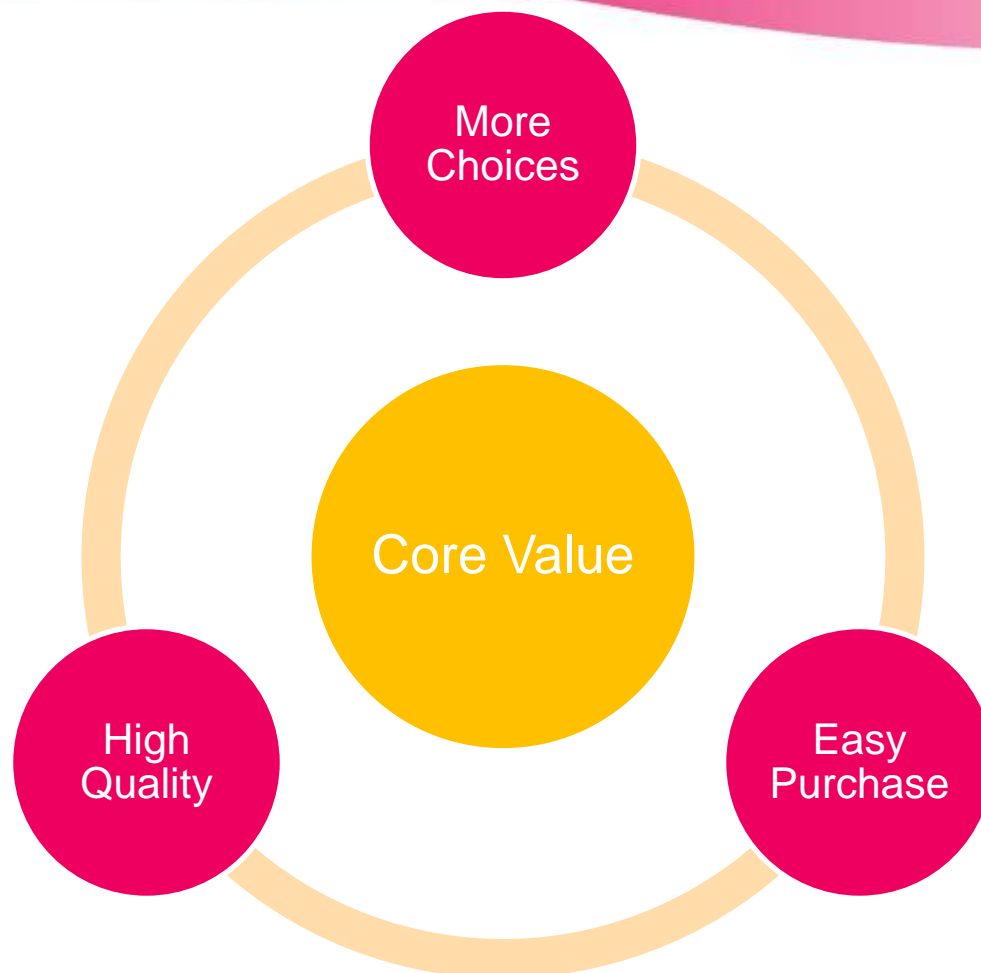 More
Choices
Core Value
High
Quality
Easy
Purchase